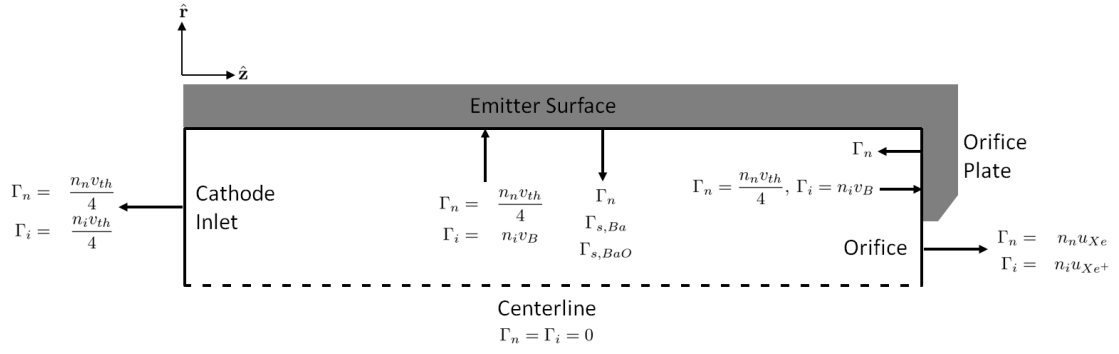 r̂
ẑ
Emitter Surface
Orifice Plate
Γn
Γn = nnvth/4, Γi = nivB
Cathode Inlet
Γn = nnvth/4
Γi = nivth/4
Γn = nnvth/4
Γi = nivB
Γn
Γs,Ba
Γs,BaO
Orifice
Γn = nnuXe
Γi = niuXe+
Centerline
Γn = Γi = 0